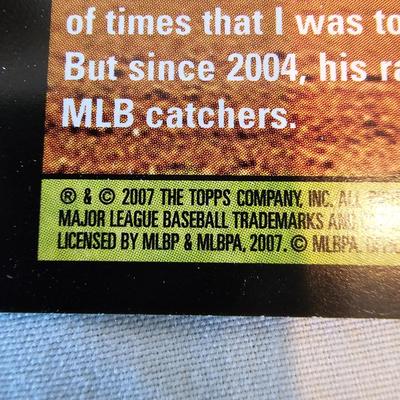 of times that I was to
But since 2004, his ra
MLB catchers.
® & © 2007 THE TOPPS COMPANY, INC. ALL
MAJOR LEAGUE BASEBALL TRADEMARKS AND
LICENSED BY MLBP & MLBPA, 2007. © MLBPA,